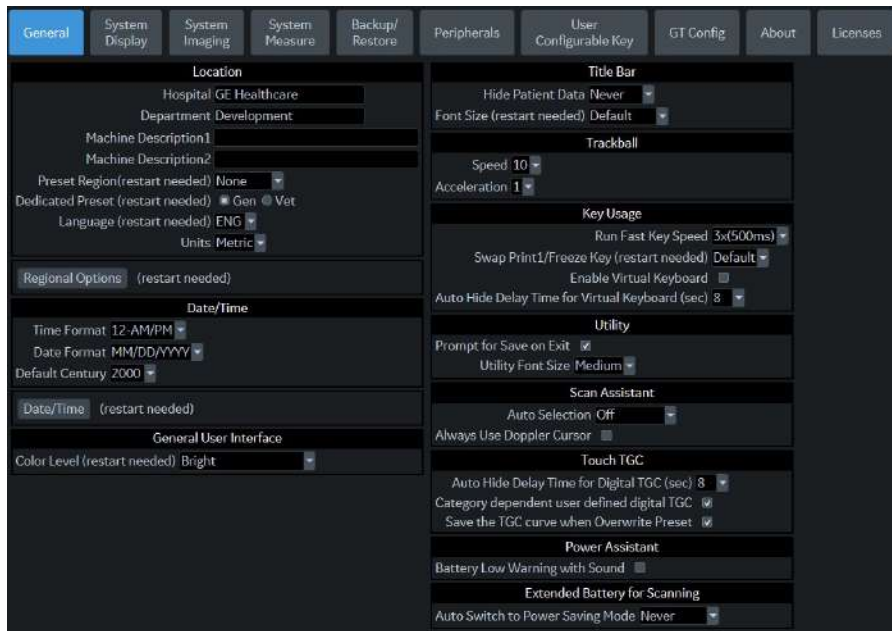 General
System Display
System Imaging
System Measure
Backup/ Restore
Peripherals
User Configurable Key
GT Config
About
Licenses
Location
Hospital GE Healthcare
Department Development
Machine Description1
Machine Description2
Preset Region(restart needed) None
Dedicated Preset (restart needed) Gen Vet
Language (restart needed) ENG
Units Metric
Regional Options (restart needed)
Date/Time
Time Format 12-AM/PM
Date Format MM/DD/YYYY
Default Century 2000
Date/Time (restart needed)
General User Interface
Color Level (restart needed) Bright
Title Bar
Hide Patient Data Never
Font Size (restart needed) Default
Trackball
Speed 10
Acceleration 1
Key Usage
Run Fast Key Speed 3x(500ms)
Swap Print1/Freeze Key (restart needed) Default
Enable Virtual Keyboard
Auto Hide Delay Time for Virtual Keyboard (sec) 8
Utility
Prompt for Save on Exit
Utility Font Size Medium
Scan Assistant
Auto Selection Off
Always Use Doppler Cursor
Touch TGC
Auto Hide Delay Time for Digital TGC (sec) 8
Category dependent user defined digital TGC
Save the TGC curve when Overwrite Preset
Power Assistant
Battery Low Warning with Sound
Extended Battery for Scanning
Auto Switch to Power Saving Mode Never